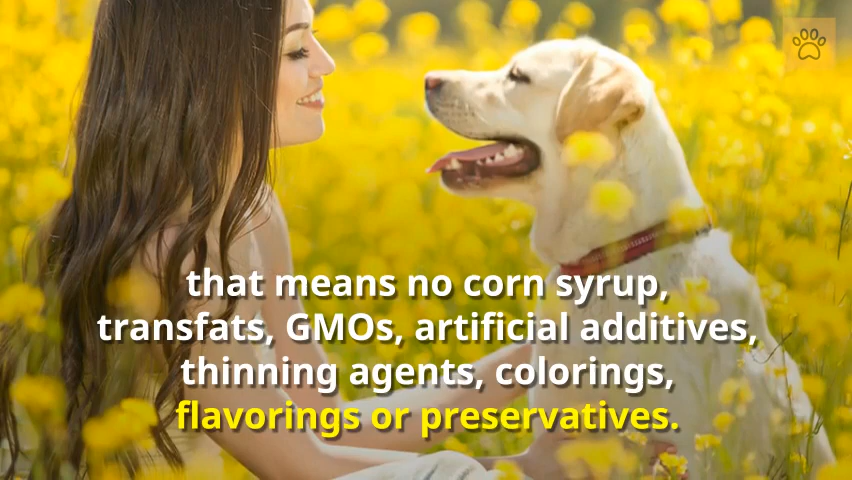 that means no corn syrup,
transfats, GMOs, artificial additives,
thinning agents, colorings,
flavorings or preservatives.